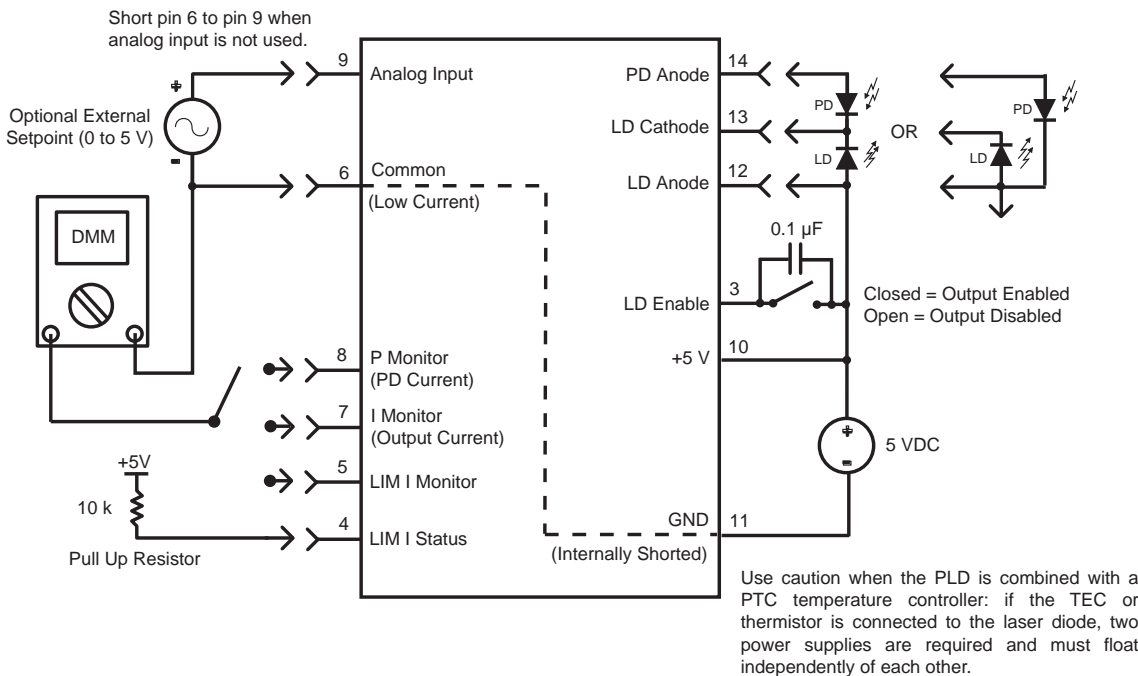 Short pin 6 to pin 9 when
analog input is not used.
9
Analog Input
Optional External
Setpoint (0 to 5 V)
+
-
6
Common
(Low Current)
DMM
8
P Monitor
(PD Current)
7
I Monitor
(Output Current)
+5V
10 k
Pull Up Resistor
5
LIM I Monitor
4
LIM I Status
PD Anode
14
PD
LD Cathode
13
LD
LD Anode
12
OR
PD
LD
0.1 µF
LD Enable
3
Closed = Output Enabled
Open = Output Disabled
+5 V
10
+
-
5 VDC
GND
11
(Internally Shorted)
Use caution when the PLD is combined with a
PTC temperature controller: if the TEC or
thermistor is connected to the laser diode, two
power supplies are required and must float
independently of each other.